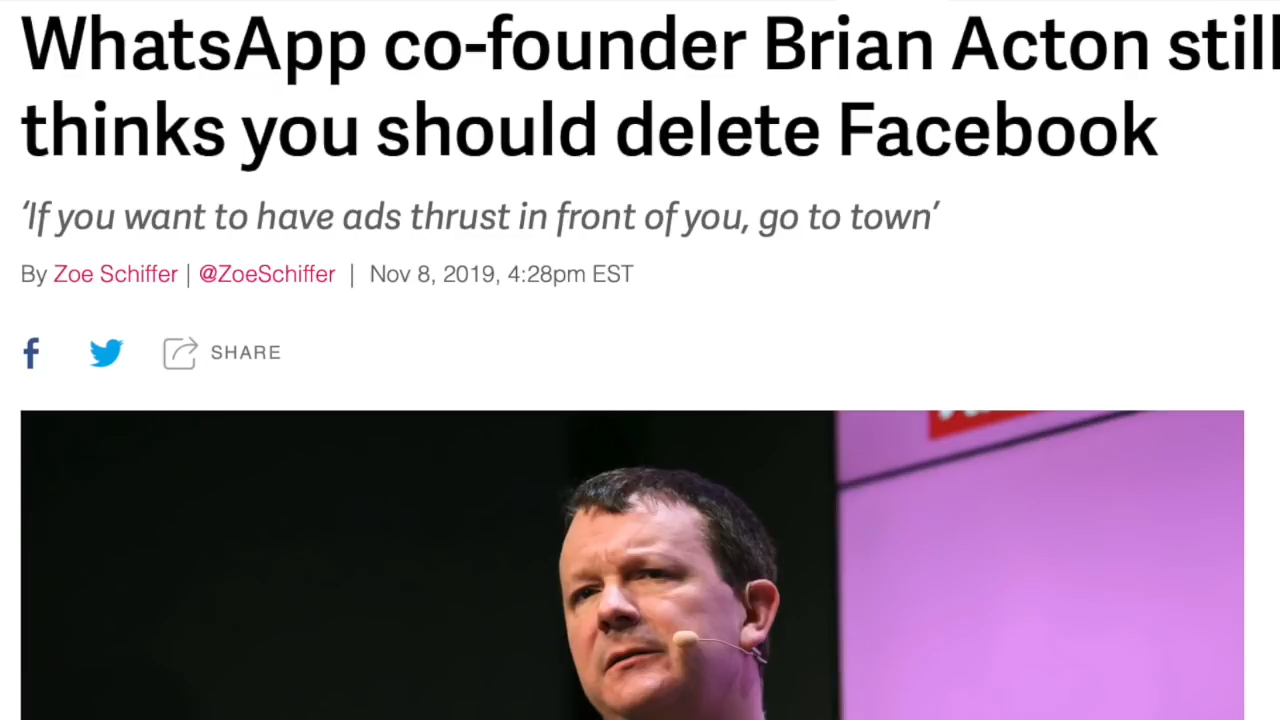 WhatsApp co-founder Brian Acton still
thinks you should delete Facebook
‘If you want to have ads thrust in front of you, go to town’
By Zoe Schiffer | @ZoeSchiffer | Nov 8, 2019, 4:28pm EST
SHARE